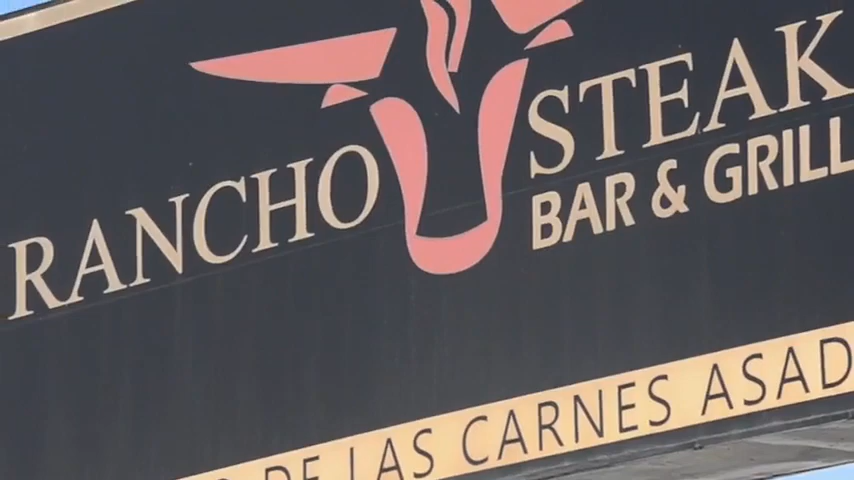 RANCHO STEAK
BAR & GRILL
DE LAS CARNES ASAD